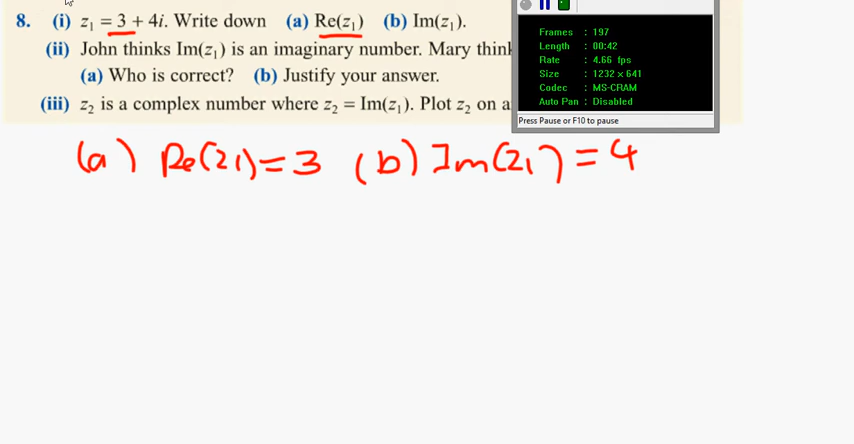 8. (i) z₁ = 3 + 4i. Write down (a) Re(z₁) (b) Im(z₁).
(ii) John thinks Im(z₁) is an imaginary number. Mary think
(a) Who is correct? (b) Justify your answer.
(iii) z₂ is a complex number where z₂ = Im(z₁). Plot z₂ on a
Frames : 197
Length : 00:42
Rate : 4.66 fps
Size : 1232 x 641
Codec : MS-CRAM
Auto Pan : Disabled
Press Pause or F10 to pause
(a) Re(z1) = 3 (b) Im(z1) = 4